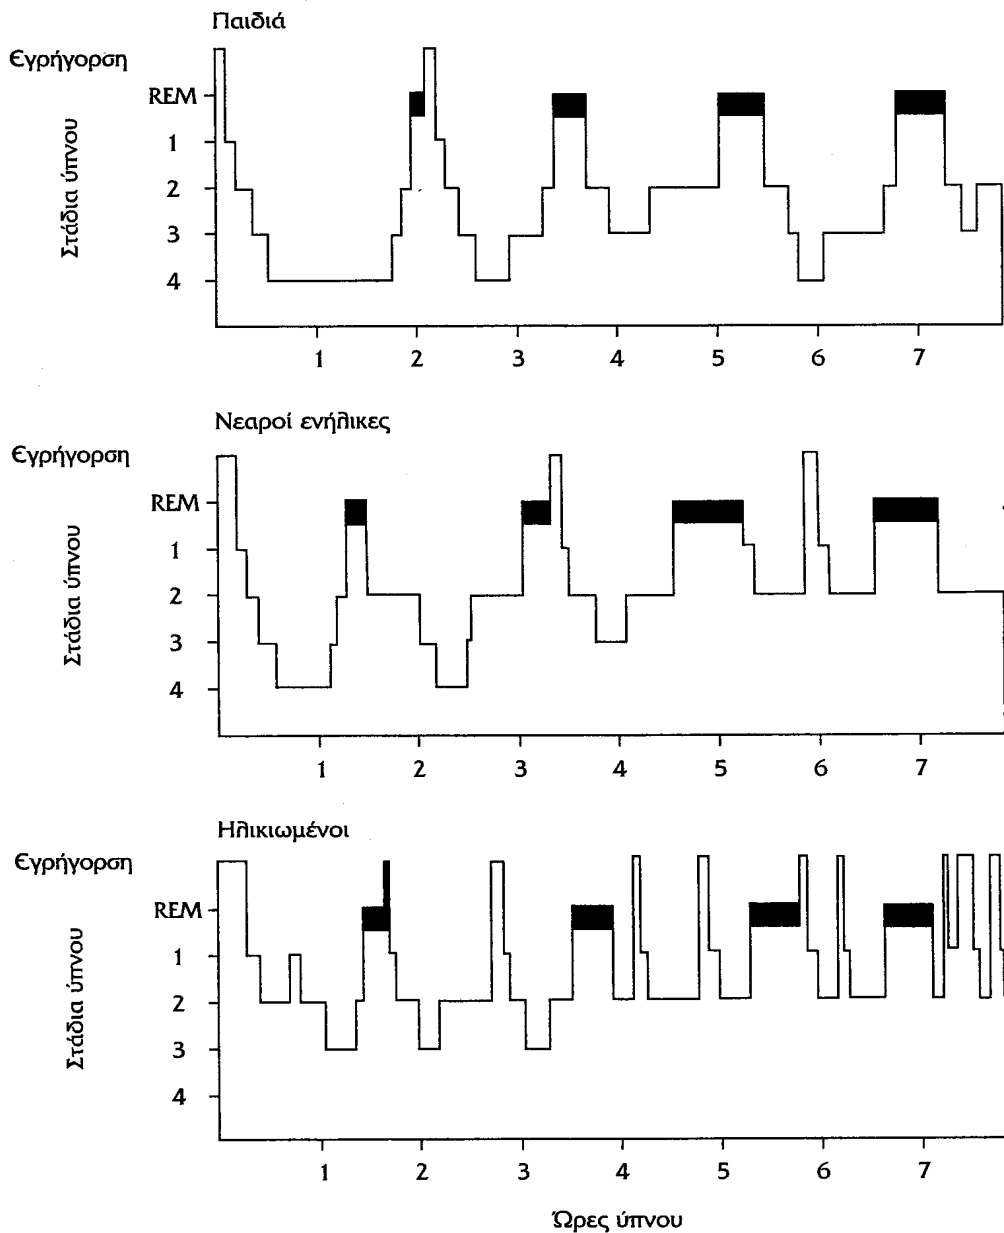 Παιδιά
Εγρήγορση
REM
1
2
3
4
Στάδια ύπνου
1 2 3 4 5 6 7
Νεαροί ενήλικες
Εγρήγορση
REM
1
2
3
4
Στάδια ύπνου
1 2 3 4 5 6 7
Ηλικιωμένοι
Εγρήγορση
REM
1
2
3
4
Στάδια ύπνου
1 2 3 4 5 6 7
Ώρες ύπνου